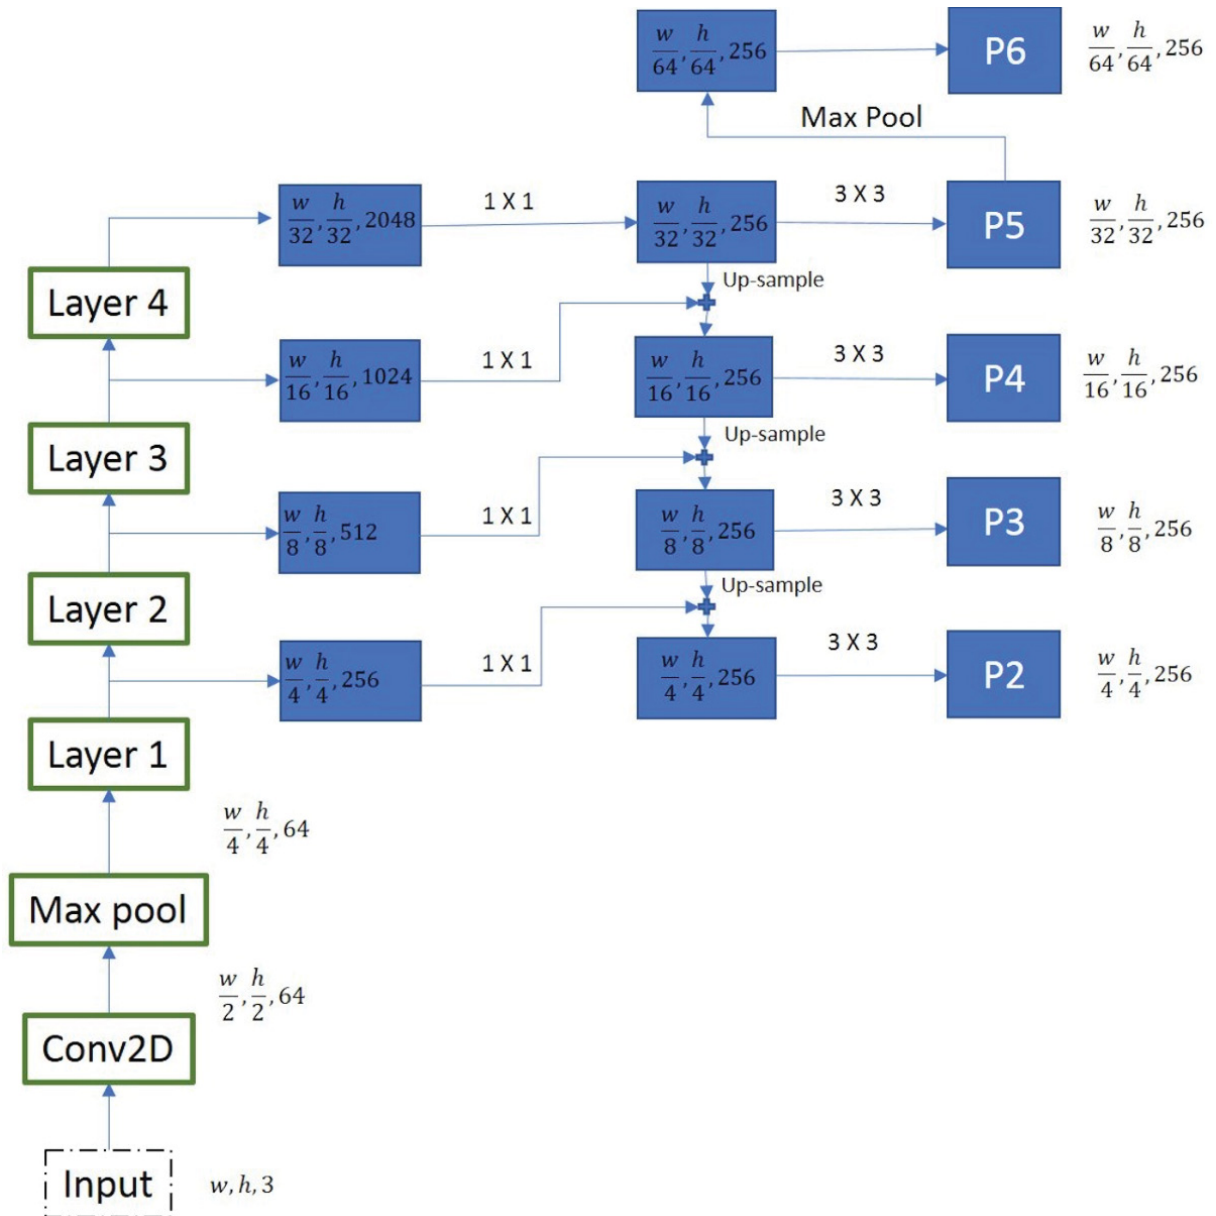 w/64, h/64, 256
P6
w/64, h/64, 256
Max Pool
w/32, h/32, 2048
1 X 1
w/32, h/32, 256
3 X 3
P5
w/32, h/32, 256
Up-sample
Layer 4
w/16, h/16, 1024
1 X 1
w/16, h/16, 256
3 X 3
P4
w/16, h/16, 256
Up-sample
Layer 3
w/8, h/8, 512
1 X 1
w/8, h/8, 256
3 X 3
P3
w/8, h/8, 256
Up-sample
Layer 2
w/4, h/4, 256
1 X 1
w/4, h/4, 256
3 X 3
P2
w/4, h/4, 256
Layer 1
w/4, h/4, 64
Max pool
w/2, h/2, 64
Conv2D
Input
w, h, 3